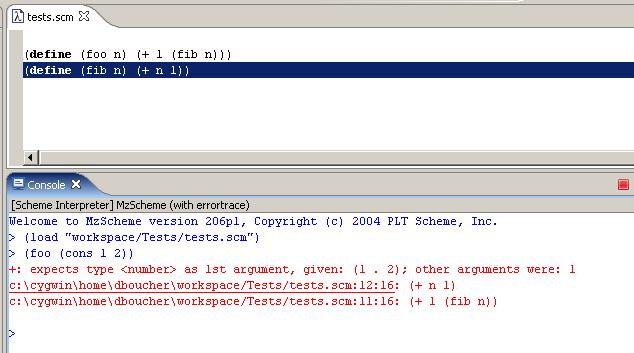 tests.scm
(define (foo n) (+ 1 (fib n)))
(define (fib n) (+ n 1))
Console
[Scheme Interpreter] MzScheme (with errortrace)
Welcome to MzScheme version 206p1, Copyright (c) 2004 PLT Scheme, Inc.
> (load "workspace/Tests/tests.scm")
> (foo (cons 1 2))
+: expects type <number> as 1st argument, given: (1 . 2); other arguments were: 1
c:\cygwin\home\dboucher\workspace/Tests/tests.scm:12:16: (+ n 1)
c:\cygwin\home\dboucher\workspace/Tests/tests.scm:11:16: (+ 1 (fib n))
>